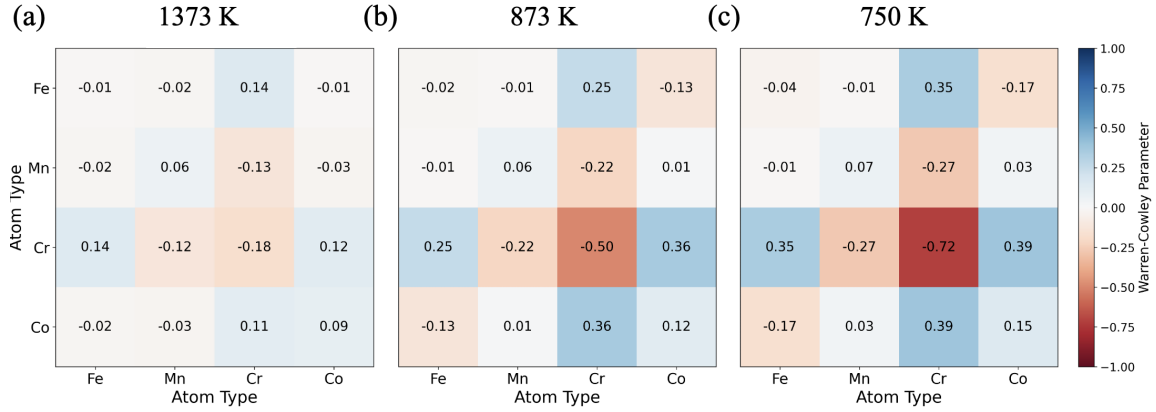 (a) 1373 K (b) 873 K (c) 750 K
Fe -0.01 -0.02 0.14 -0.01 -0.02 -0.01 0.25 -0.13 -0.04 -0.01 0.35 -0.17
Mn -0.02 0.06 -0.13 -0.03 -0.01 0.06 -0.22 0.01 -0.01 0.07 -0.27 0.03
Cr 0.14 -0.12 -0.18 0.12 0.25 -0.22 -0.50 0.36 0.35 -0.27 -0.72 0.39
Co -0.02 -0.03 0.11 0.09 -0.13 0.01 0.36 0.12 -0.17 0.03 0.39 0.15
Fe Mn Cr Co Fe Mn Cr Co Fe Mn Cr Co
Atom Type Atom Type Atom Type
Atom Type
1.00
0.75
0.50
0.25
0.00
-0.25
-0.50
-0.75
-1.00
Warren-Cowley Parameter